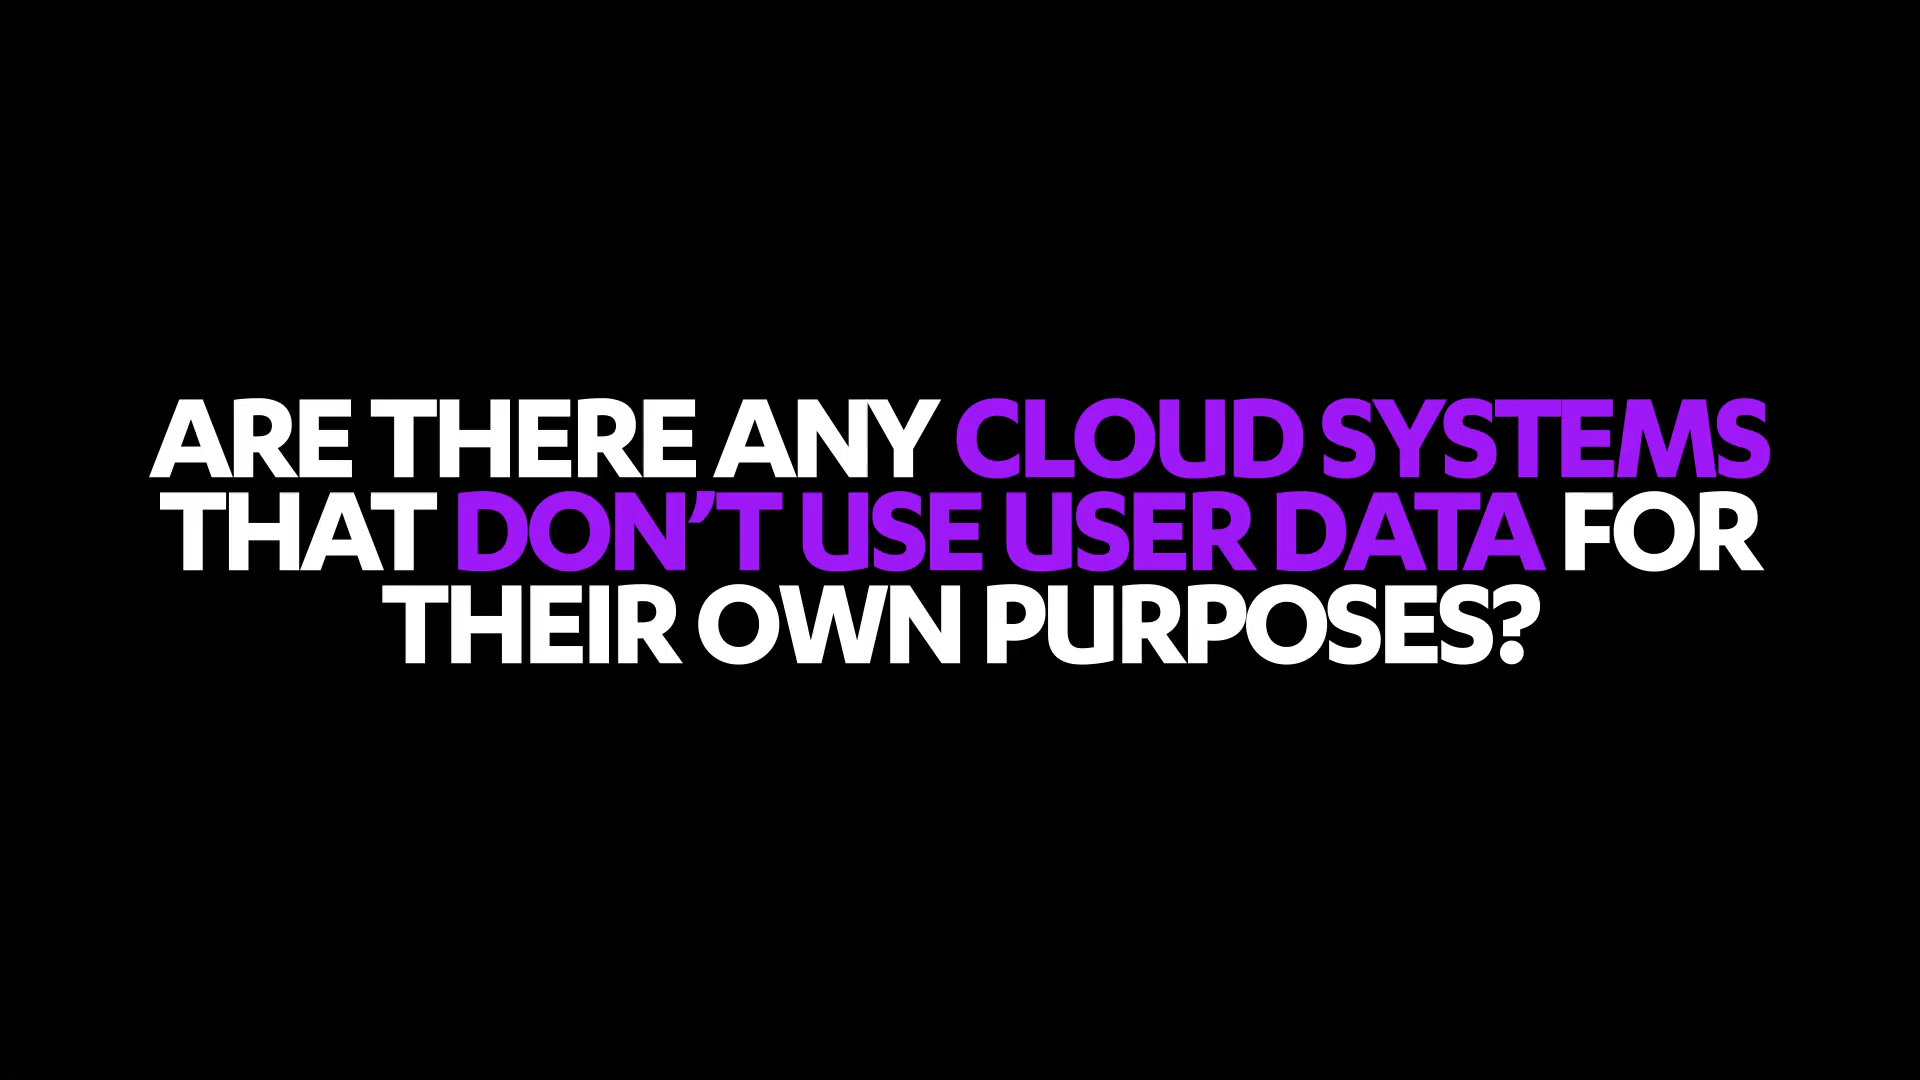 ARE THERE ANY CLOUD SYSTEMS
THAT DON’T USE USER DATA FOR
THEIR OWN PURPOSES?